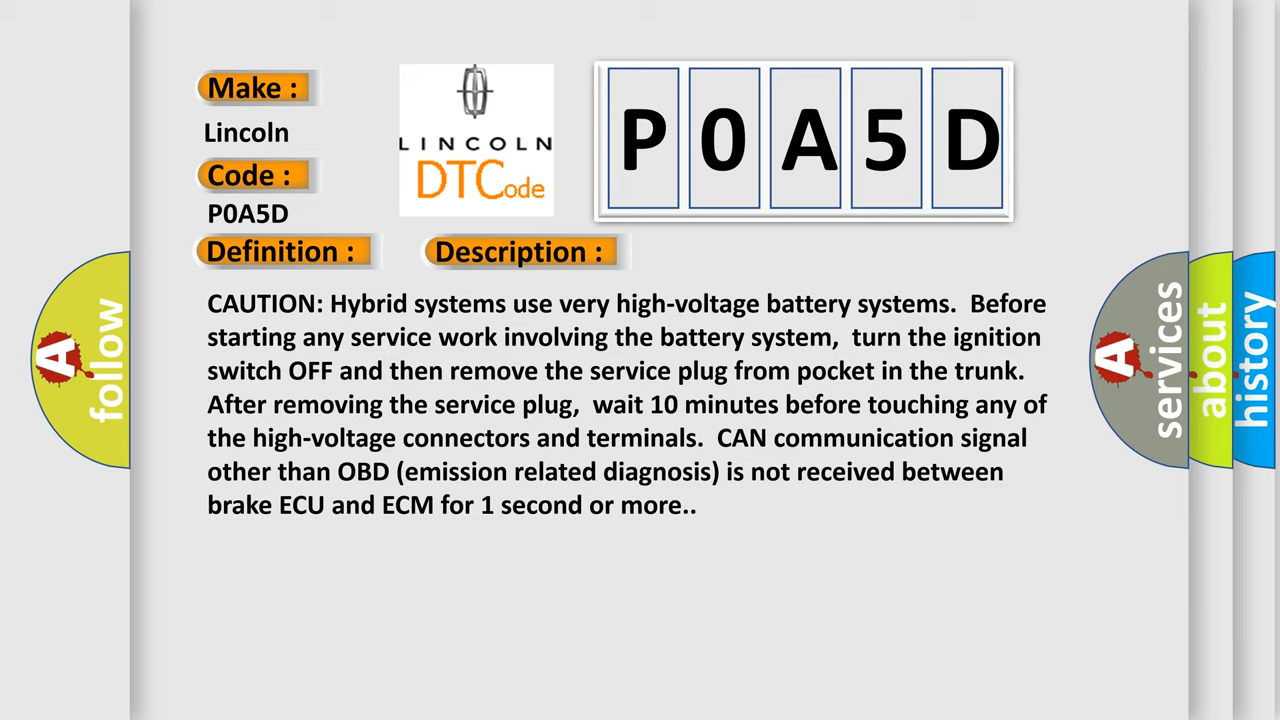 Make :
Lincoln
Code :
P0A5D
LINCOLN
DTCode
P0A5D
Definition :
Description :
CAUTION: Hybrid systems use very high-voltage battery systems. Before
starting any service work involving the battery system, turn the ignition
switch OFF and then remove the service plug from pocket in the trunk.
After removing the service plug, wait 10 minutes before touching any of
the high-voltage connectors and terminals. CAN communication signal
other than OBD (emission related diagnosis) is not received between
brake ECU and ECM for 1 second or more..
A
follow
A
services
about
history